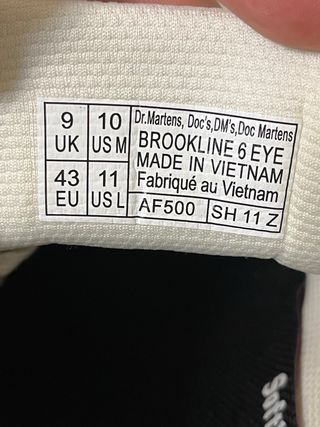 9 UK
10 US M
43 EU
11 US L
Dr.Martens, Doc's,DM's,Doc Martens
BROOKLINE 6 EYE
MADE IN VIETNAM
Fabriqué au Vietnam
AF500
SH 11 Z